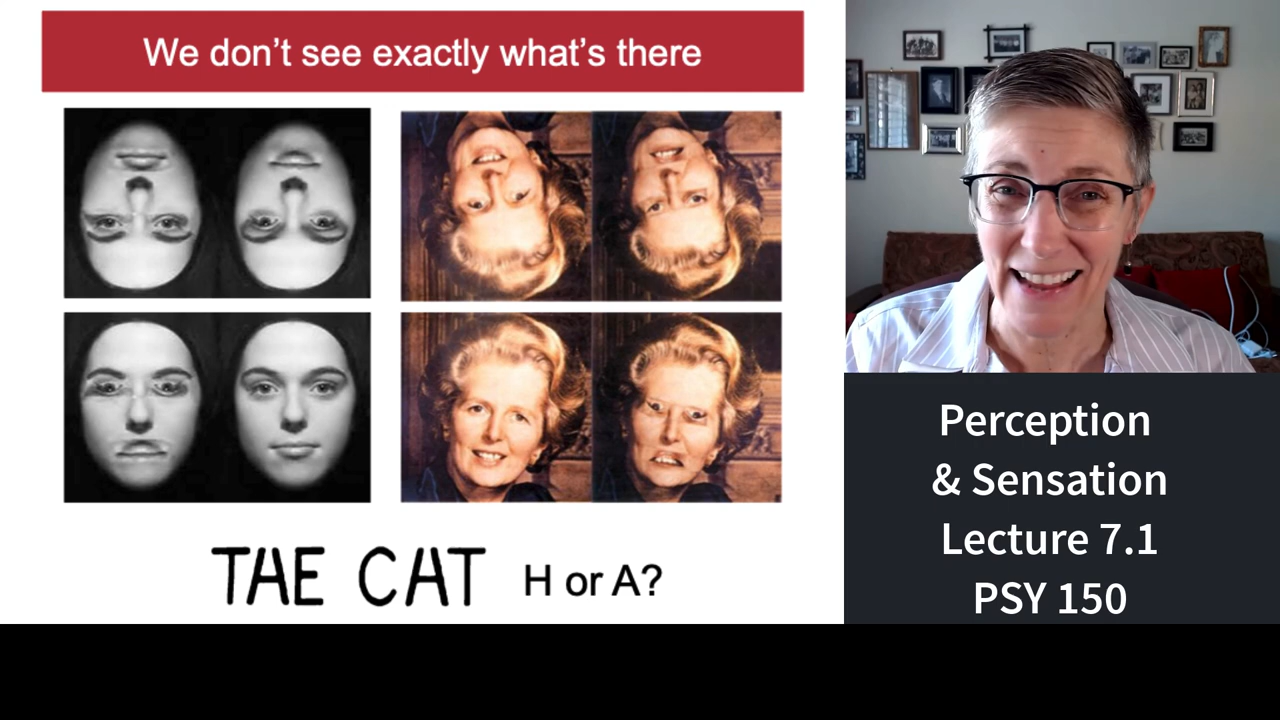 We don't see exactly what's there
TAE CAT
H or A?
Perception
& Sensation
Lecture 7.1
PSY 150